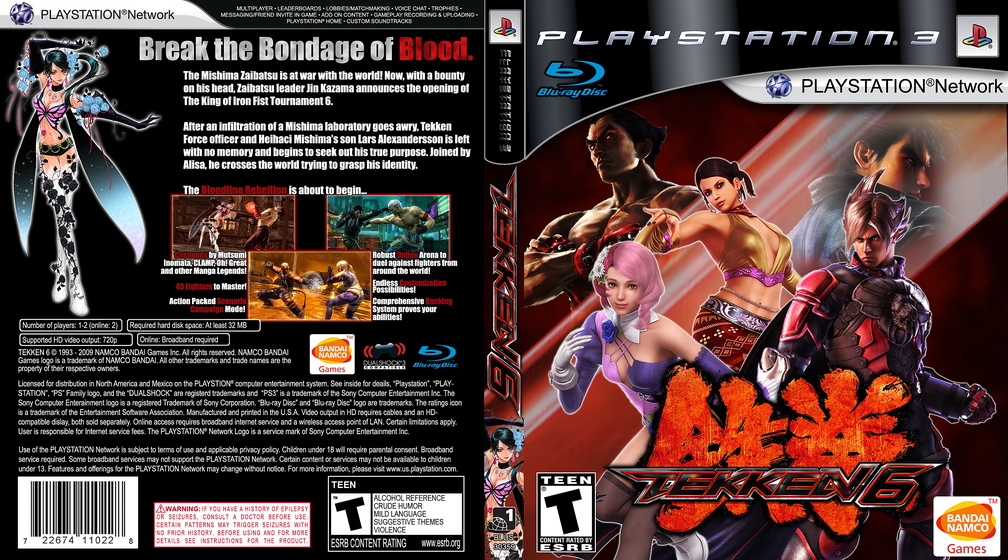 PLAYSTATION®Network
MULTIPLAYER • LEADERBOARDS • LOBBIES/MATCHMAKING • VOICE CHAT • TROPHIES •
MESSAGING/FRIEND INVITE IN GAME • ADD ON CONTENT • GAMEPLAY RECORDING & UPLOADING •
PLAYSTATION® HOME • CUSTOM SOUNDTRACKS
Break the Bondage of Blood.
The Mishima Zaibatsu is at war with the world! Now, with a bounty
on his head, Zaibatsu leader Jin Kazama announces the opening of
The King of Iron Fist Tournament 6.
After an infiltration of a Mishima laboratory goes awry, Tekken
Force officer and Heihaci Mishima's son Lars Alexandersson is left
with no memory and begins to seek out his true purpose. Joined by
Alisa, he crosses the world trying to grasp his identity.
The Bloodline Rebellion is about to begin...
Costumes by Mutsumi
Inomata, CLAMP, Oh! Great
and other Manga Legends!
40 Fighters to Master!
Action Packed Scenario
Campaign Mode!
Robust Online Arena to
duel against fighters from
around the world!
Endless Customization
Possibilities!
Comprehensive Ranking
System proves your
abilities!
Number of players: 1-2 (online: 2)
Required hard disk space: At least 32 MB
Supported HD video output: 720p
Online: Broadband required
TEKKEN 6 © 1993 - 2009 NAMCO BANDAI Games Inc. All rights reserved. NAMCO BANDAI
Games logo is a trademark of NAMCO BANDAI. All other trademarks and trade names are the
property of their respective owners.
BANDAI
NAMCO
Games
DUALSHOCK®3
COMPATIBLE
Blu-ray Disc
Licensed for distribution in North America and Mexico on the PLAYSTION® computer entertainment system. See inside for deails, "Playstation", "PLAY-
STATION", "PS" Family logo, and the "DUALSHOCK" are registerd trademarks and "PS3" is a trademark of the Sony Computer Entertainment Inc. The
Sony Computer Entertainment logo is a registered Trademark of Sony Corporation. "Blu-ray Disc" and "Blu-ray Disc" logo are trademarks. The ratings icon
is a trademark of the Entertainment Software Association. Manufactured and printed in the U.S.A. Video output in HD requires cables and an HD-
compatible dislay, both sold separately. Online access requires broadband internet service and a wireless access point of LAN. Certain limitations apply.
User is responsible for Internet service fees. The PLAYSTATION® Network Logo is a service mark of Sony Computer Entertainment Inc.
Use of the PLAYSTATION® Network is subject to terms of use and applicable privacy policy. Children under 18 will require parental consent. Broadband
service required. Some broadband services may not support the PLAYSTATION® Network. Certain content or services may not be available to children
under 13. Features and offerings for the PLAYSTATION® Network may change without notice. For more information, please visit www.us.playstation.com.
7 22674 11022 8
WARNING: IF YOU HAVE A HISTORY OF EPILEPSY
OR SEIZURES, CONSULT A DOCTOR BEFORE USE.
CERTAIN PATTERNS MAY TRIGGER SEIZURES WITH
NO PRIOR HISTORY. BEFORE USING AND FOR MORE
DETAILS SEE INSTRUCTIONS FOR THE PRODUCT.
TEEN
T
ALCOHOL REFERENCE
CRUDE HUMOR
MILD LANGUAGE
SUGGESTIVE THEMES
VIOLENCE
ESRB CONTENT RATING www.esrb.org
PLAYSTATION 3
TEKKEN 6
1
BLUS
PLAYSTATION 3
Blu-ray Disc
PLAYSTATION®Network
鉄拳
TEKKEN 6
TEEN
T
CONTENT RATED BY
ESRB
BANDAI
NAMCO
Games